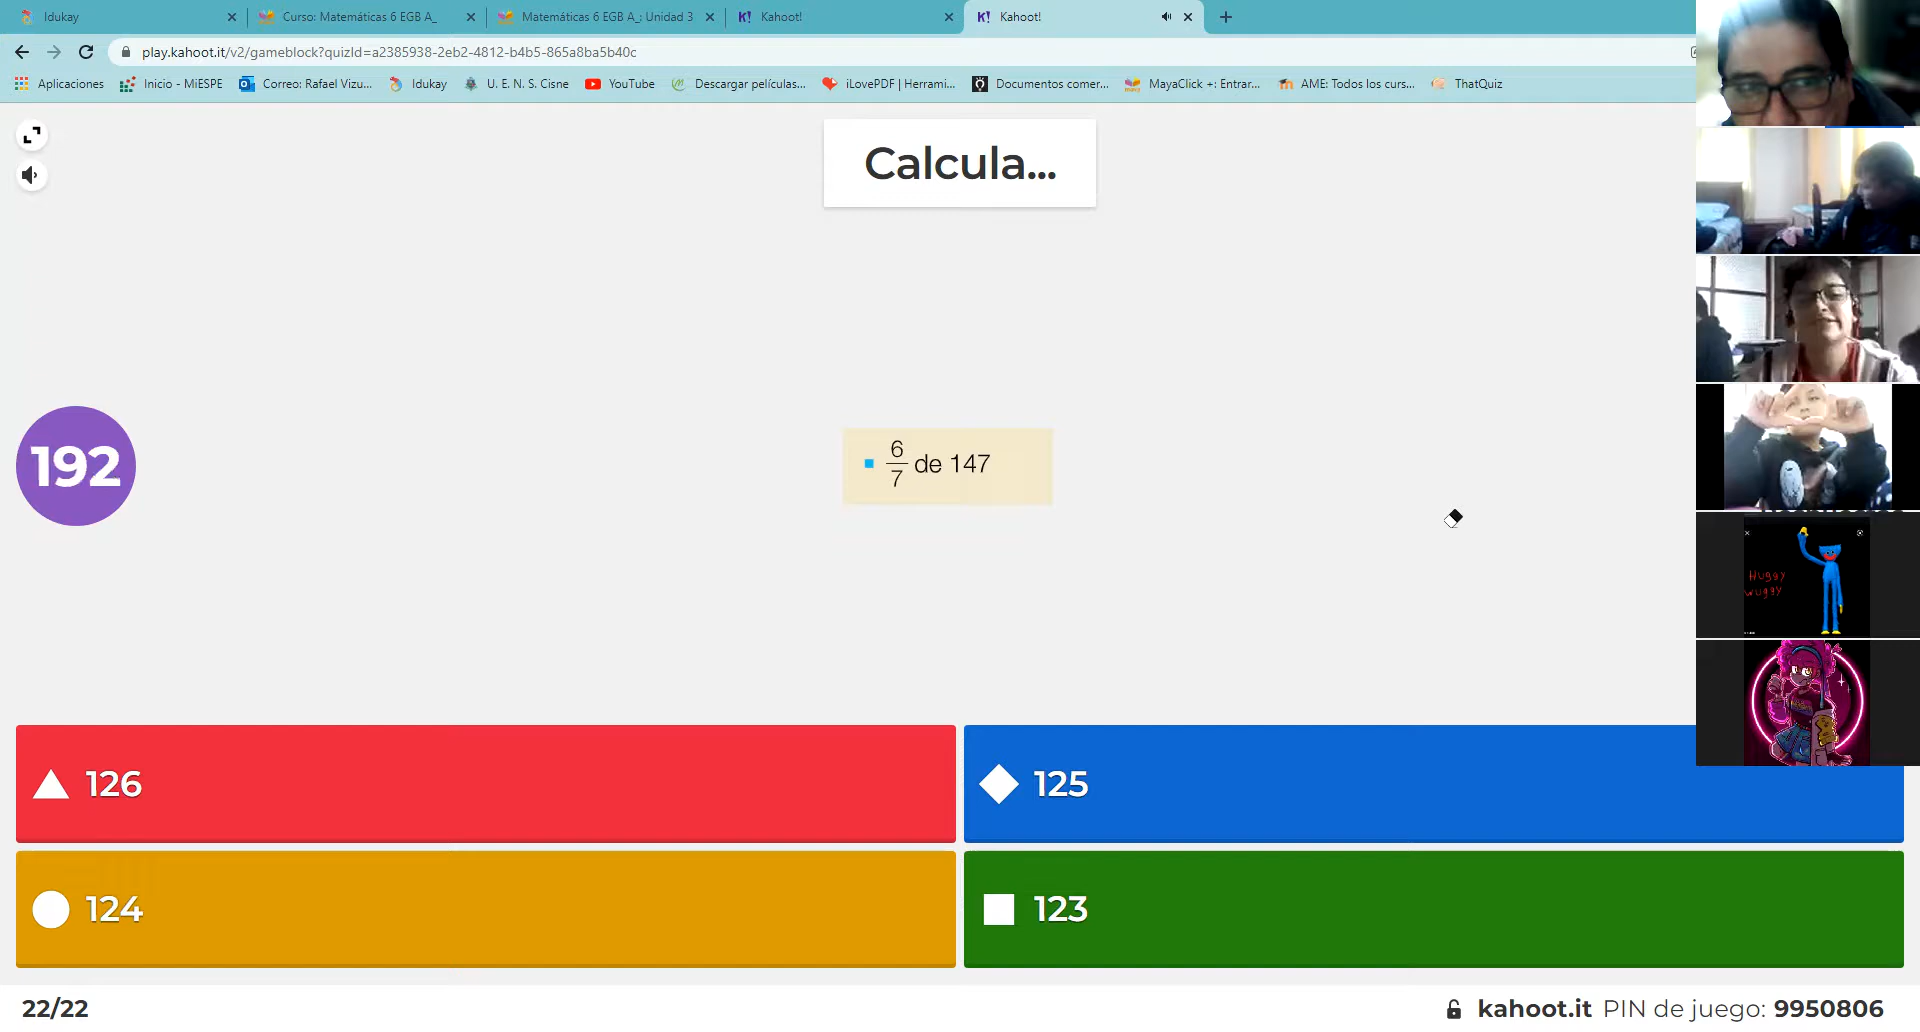 Idukay
Curso: Matemáticas 6 EGB A_
Matemáticas 6 EGB A_: Unidad 3
K! Kahoot!
K! Kahoot!
play.kahoot.it/v2/gameblock?quizId=a2385938-2eb2-4812-b4b5-865a8ba5b40c
Aplicaciones
Inicio - MiESPE
Correo: Rafael Vizu...
Idukay
U. E. N. S. Cisne
YouTube
Descargar películas...
iLovePDF | Herrami...
Documentos comer...
MayaClick +: Entrar...
AME: Todos los curs...
ThatQuiz
Calcula...
192
6/7 de 147
Huggy
wuggy
126
125
124
123
22/22
kahoot.it PIN de juego: 9950806